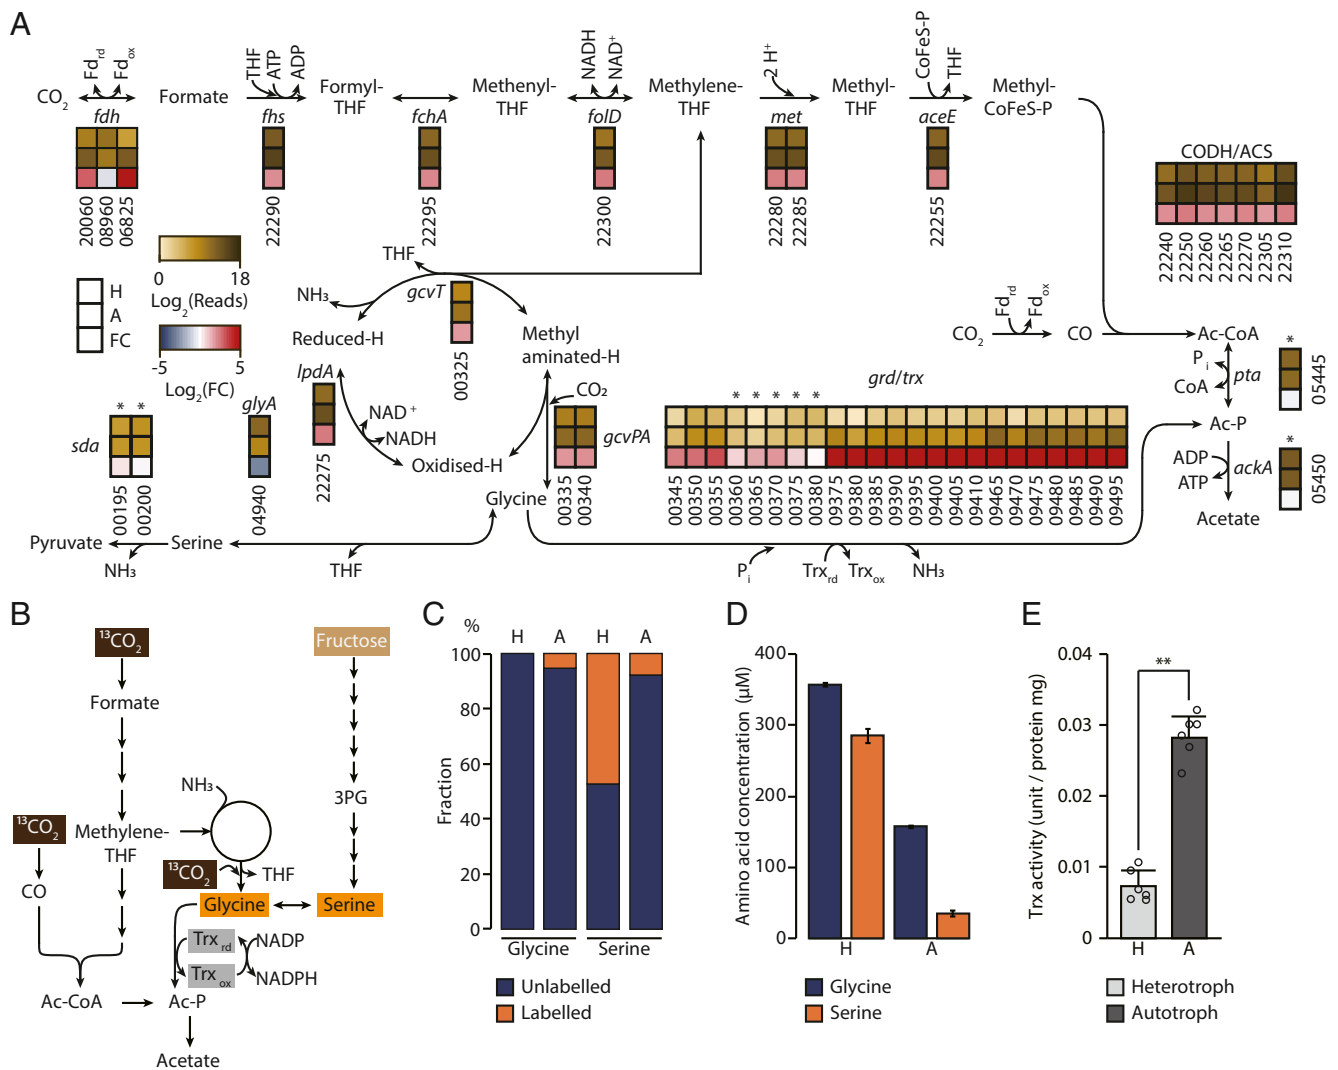 A
CO2 Fdrd Fdox Formate THF ATP ADP Formyl-THF Methenyl-THF NADH NAD+ Methylene-THF 2 H+ Methyl-THF CoFeS-P THF Methyl-CoFeS-P
fdh fhs fchA folD met aceE
CODH/ACS
20060 08960 06825 22290 22295 22300 22280 22285 22255
22240 22250 22260 22265 22270 22305 22310
0 18
Log2(Reads)
H
A
FC
-5 5
Log2(FC)
THF
NH3 gcvT
00325
Reduced-H
Methyl aminated-H
CO2 Fdrd Fdox CO Ac-CoA
Pi
CoA
pta
*
05445
lpdA
22275
NAD+
NADH
Oxidised-H
CO2
gcvPA
00335 00340
grd/trx
* * * * *
00345 00350 00355 00360 00365 00370 00375 00380 09375 09380 09385 09390 09395 09400 09405 09410 09465 09470 09475 09480 09485 09490 09495
Ac-P
ADP
ATP
ackA
*
05450
Acetate
sda
* *
00195 00200
glyA
04940
Glycine
Pyruvate Serine
NH3 THF Pi Trxrd Trxox NH3
B
13CO2 Fructose
Formate
NH3 3PG
13CO2 Methylene-THF
13CO2 THF
CO
Glycine Serine
Trx rd NADP
Trx ox NADPH
Ac-CoA Ac-P
Acetate
C
%
H A H A
100
80
60
40
20
0
Fraction
Glycine Serine
Unlabelled
Labelled
D
400
300
200
100
0
Amino acid concentration (μM)
H A
Glycine
Serine
E
0.04
0.03
0.02
0.01
0
Trx activity (unit / protein mg)
**
H A
Heterotroph
Autotroph